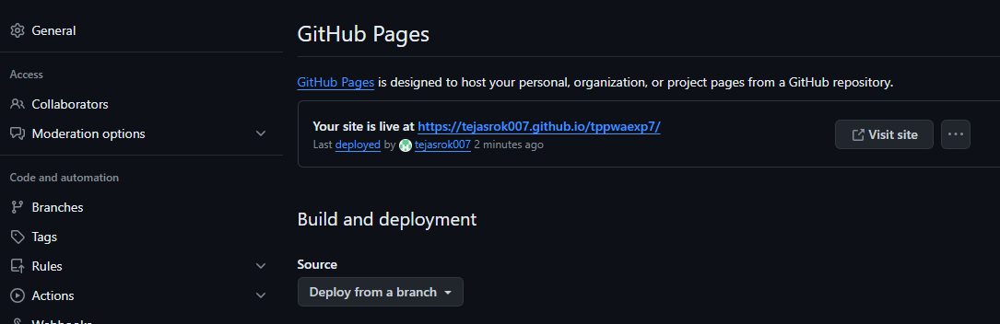 General
Access
Collaborators
Moderation options
Code and automation
Branches
Tags
Rules
Actions
Webhooks
GitHub Pages
GitHub Pages is designed to host your personal, organization, or project pages from a GitHub repository.
Your site is live at https://tejasrok007.github.io/tppwaexp7/
Last deployed by tejasrok007 2 minutes ago
Visit site
Build and deployment
Source
Deploy from a branch